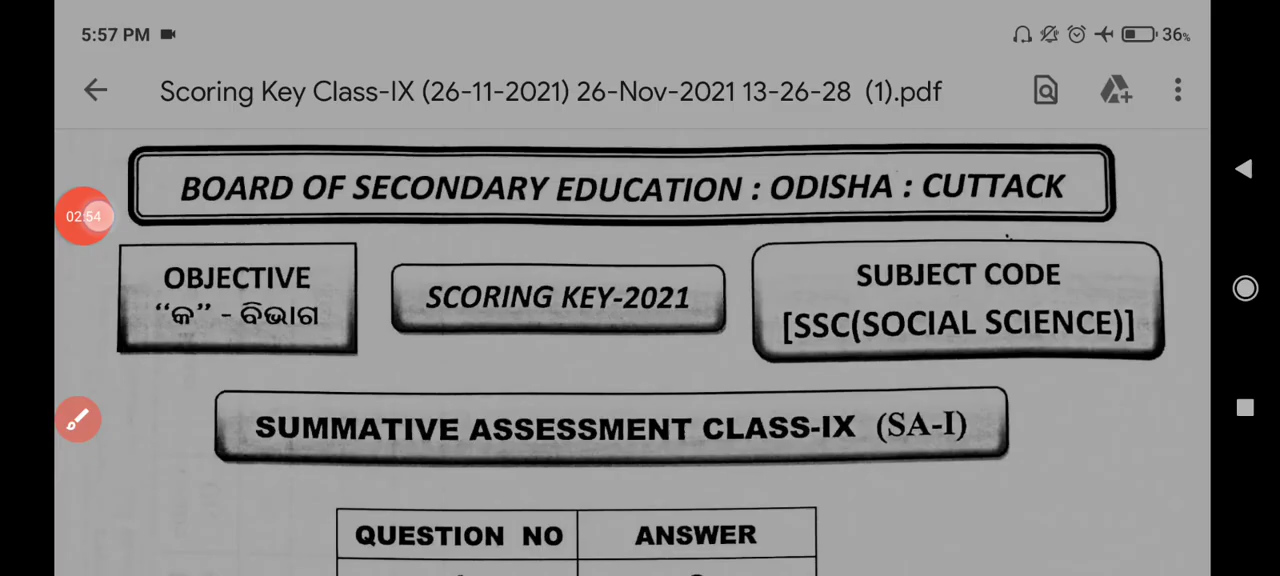 5:57 PM
36%
Scoring Key Class-IX (26-11-2021) 26-Nov-2021 13-26-28 (1).pdf
BOARD OF SECONDARY EDUCATION : ODISHA : CUTTACK
02:54
OBJECTIVE
“କ” - ବିଭାଗ
SCORING KEY-2021
SUBJECT CODE
[SSC(SOCIAL SCIENCE)]
SUMMATIVE ASSESSMENT CLASS-IX (SA-I)
QUESTION NO
ANSWER